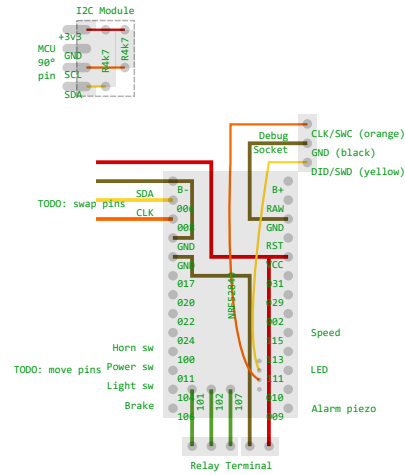 I2C Module
+3v3
MCU
GND
90°
SCL
pin
SDA
R4k7
R4k7
Debug
Socket
CLK/SWC (orange)
GND (black)
DID/SWD (yellow)
B-
B+
SDA
TODO: swap pins
006
RAW
CLK
008
GND
GND
RST
GND
VCC
017
031
020
029
NRF52840
022
002
024
115
Speed
Horn sw
100
113
Power sw
TODO: move pins
011
111
LED
Light sw
104
010
Brake
106
009
101
102
107
Alarm piezo
Relay Terminal